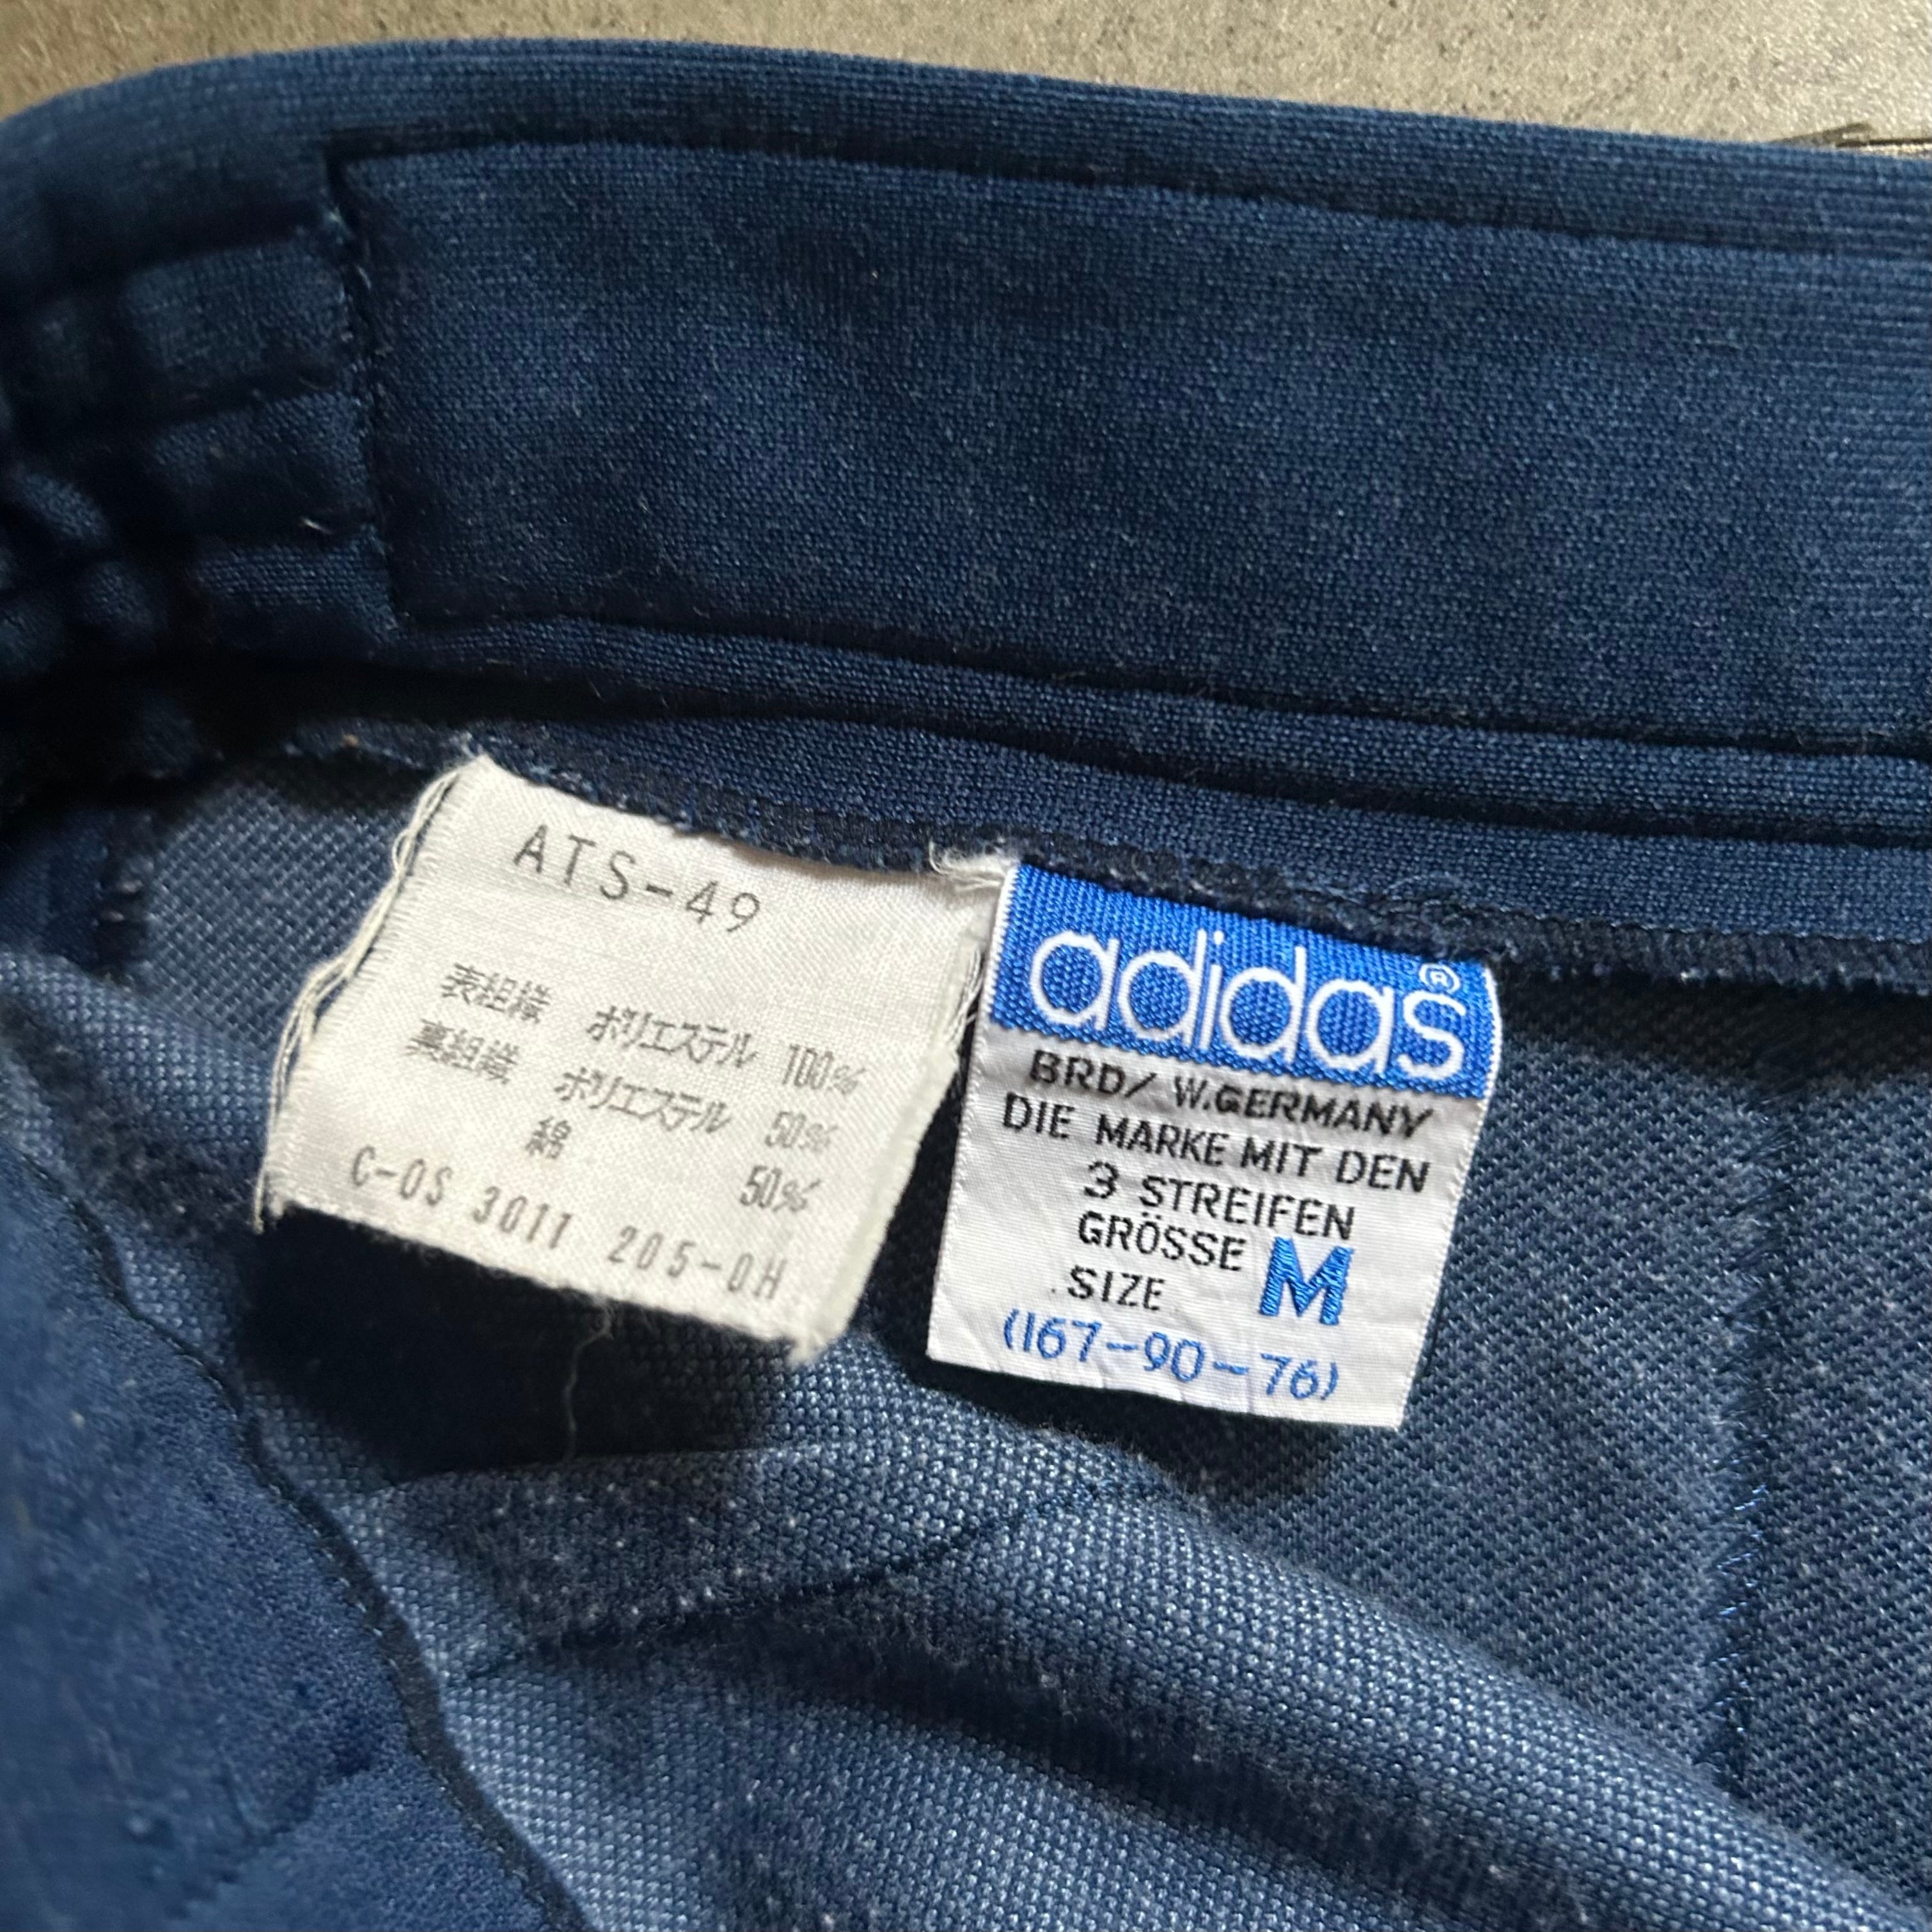 ATS-49
表組織 ポリエステル 100%
裏組織 ポリエステル 50%
綿 50%
C-OS 3011 205-0H
adidas®
BRD/ W.GERMANY
DIE MARKE MIT DEN
3 STREIFEN
GRÖSSE M
SIZE
(167-90-76)